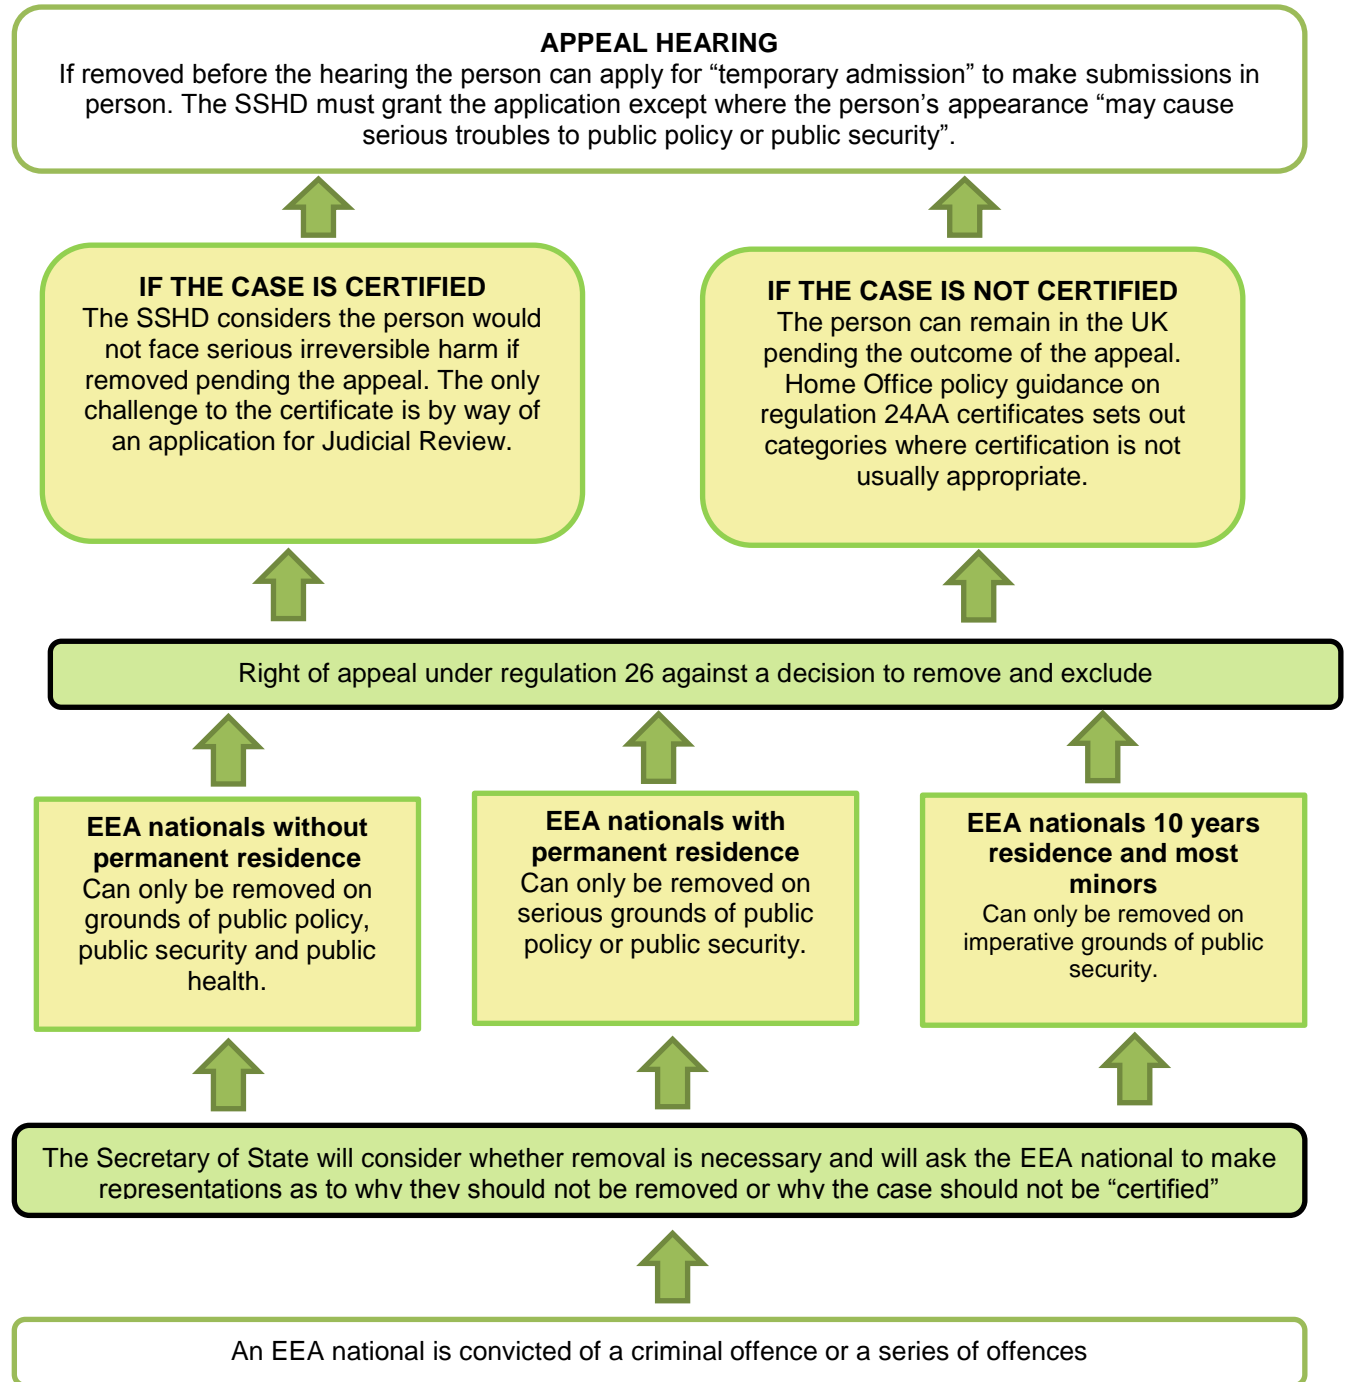 APPEAL HEARING
If removed before the hearing the person can apply for “temporary admission” to make submissions in
person. The SSHD must grant the application except where the person’s appearance “may cause
serious troubles to public policy or public security”.
IF THE CASE IS CERTIFIED
The SSHD considers the person would
not face serious irreversible harm if
removed pending the appeal. The only
challenge to the certificate is by way of
an application for Judicial Review.
IF THE CASE IS NOT CERTIFIED
The person can remain in the UK
pending the outcome of the appeal.
Home Office policy guidance on
regulation 24AA certificates sets out
categories where certification is not
usually appropriate.
Right of appeal under regulation 26 against a decision to remove and exclude
EEA nationals without
permanent residence
Can only be removed on
grounds of public policy,
public security and public
health.
EEA nationals with
permanent residence
Can only be removed on
serious grounds of public
policy or public security.
EEA nationals 10 years
residence and most
minors
Can only be removed on
imperative grounds of public
security.
The Secretary of State will consider whether removal is necessary and will ask the EEA national to make
representations as to why they should not be removed or why the case should not be “certified”
An EEA national is convicted of a criminal offence or a series of offences